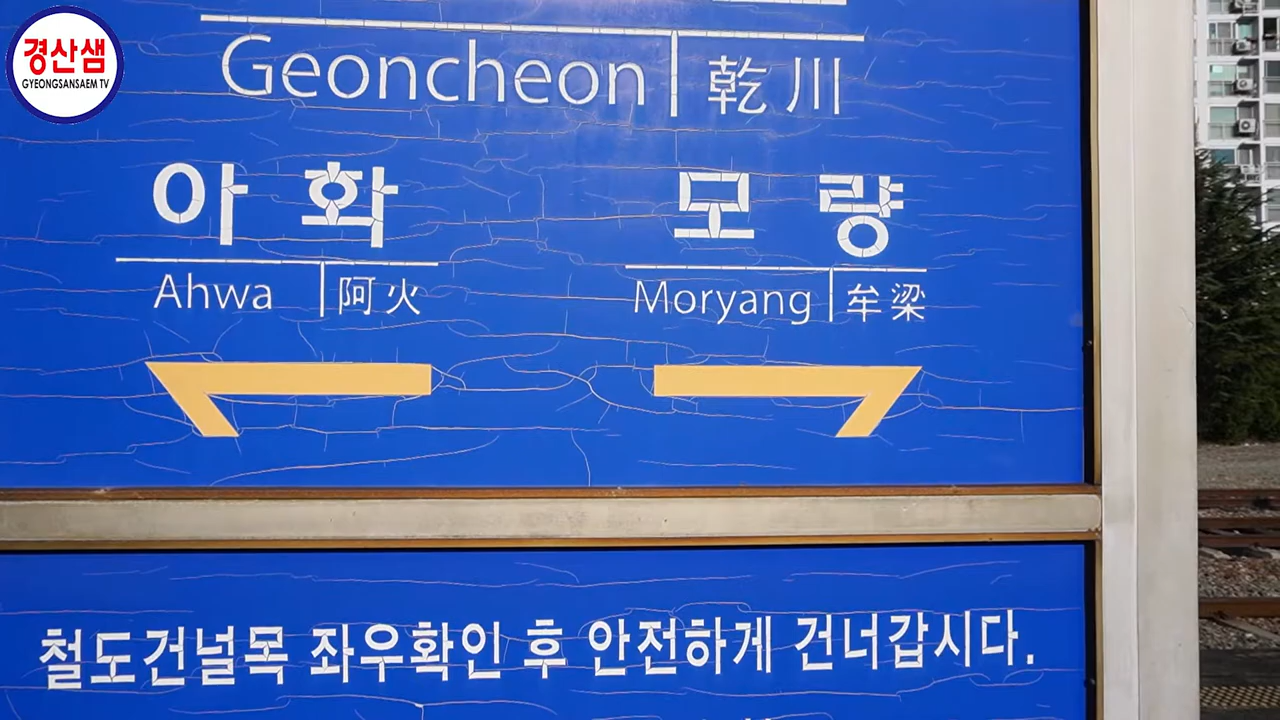 경산샘
GYEONGSANSAEM TV
Geoncheon 乾川
아화 모량
Ahwa 阿火 Moryang 牟梁
철도건널목 좌우확인 후 안전하게 건너갑시다.